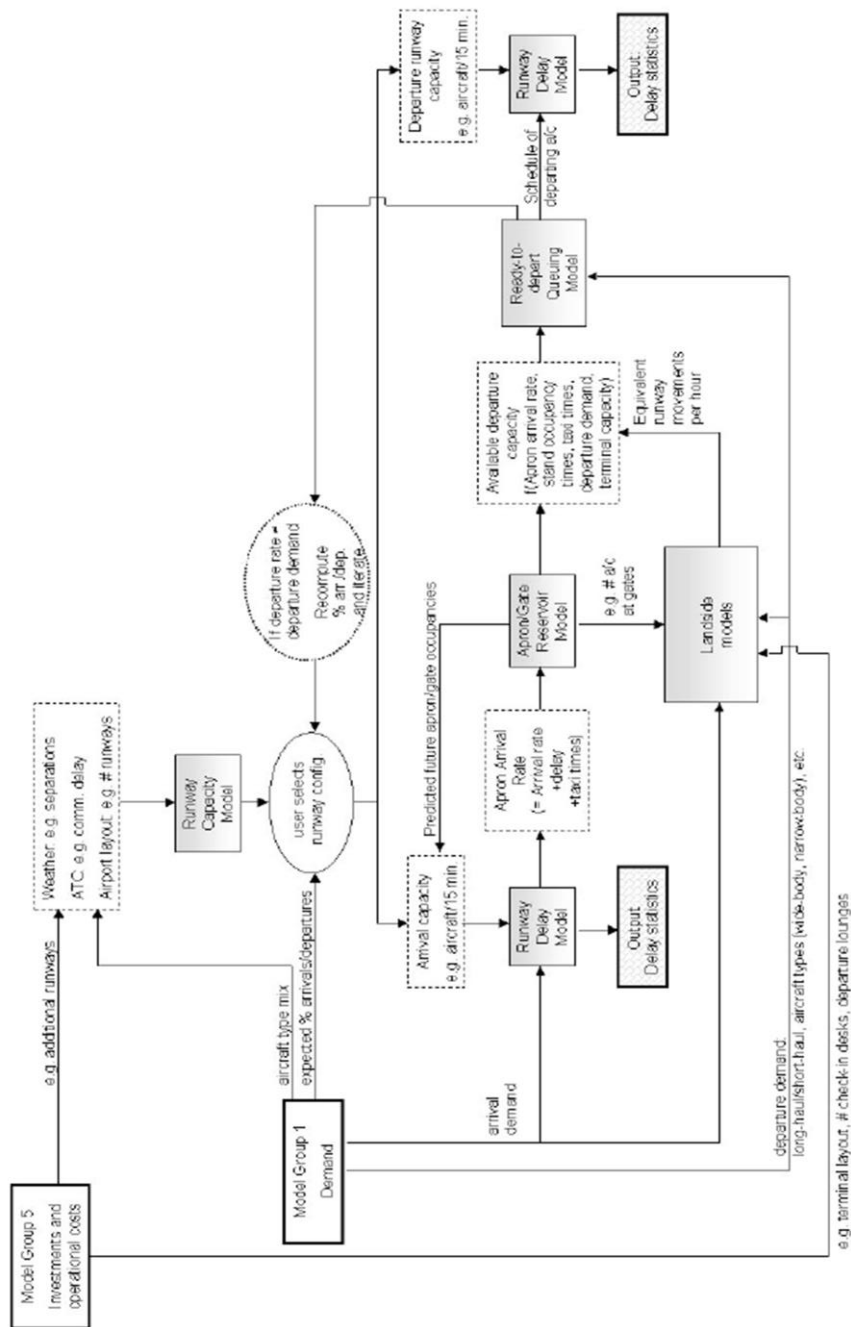 Model Group 5
Investments and
operational costs
e.g. additional runways
Weather: e.g. separations
ATC: e.g. comm. delay
Airport layout: e.g. # runways
Model Group 1
Demand
aircraft type mix
expected % arrivals/departures
Runway
Capacity
Model
user selects
runway config.
If departure rate ≠
departure demand
Recompute
% arr./dep.
and iterate
arrival
demand
Arrival capacity
e.g. aircraft/15 min.
Predicted future apron/gate occupancies
Runway
Delay
Model
Output:
Delay statistics
Apron Arrival
Rate
(= Arrival rate
+delay
+taxi times)
Apron/Gate
Reservoir
Model
e.g. # a/c
at gates
Available departure
capacity
f(Apron arrival rate,
stand occupancy
times, taxi times,
departure demand,
terminal capacity)
Ready-to-
depart
Queuing
Model
Schedule of
departing a/c
Departure runway
capacity
e.g. aircraft/15 min.
Runway
Delay
Model
Output:
Delay statistics
Landside
models
Equivalent
runway
movements
per hour
departure demand:
long-haul/short-haul, aircraft types (wide-body, narrow-body), etc.
e.g. terminal layout, # check-in desks, departure lounges